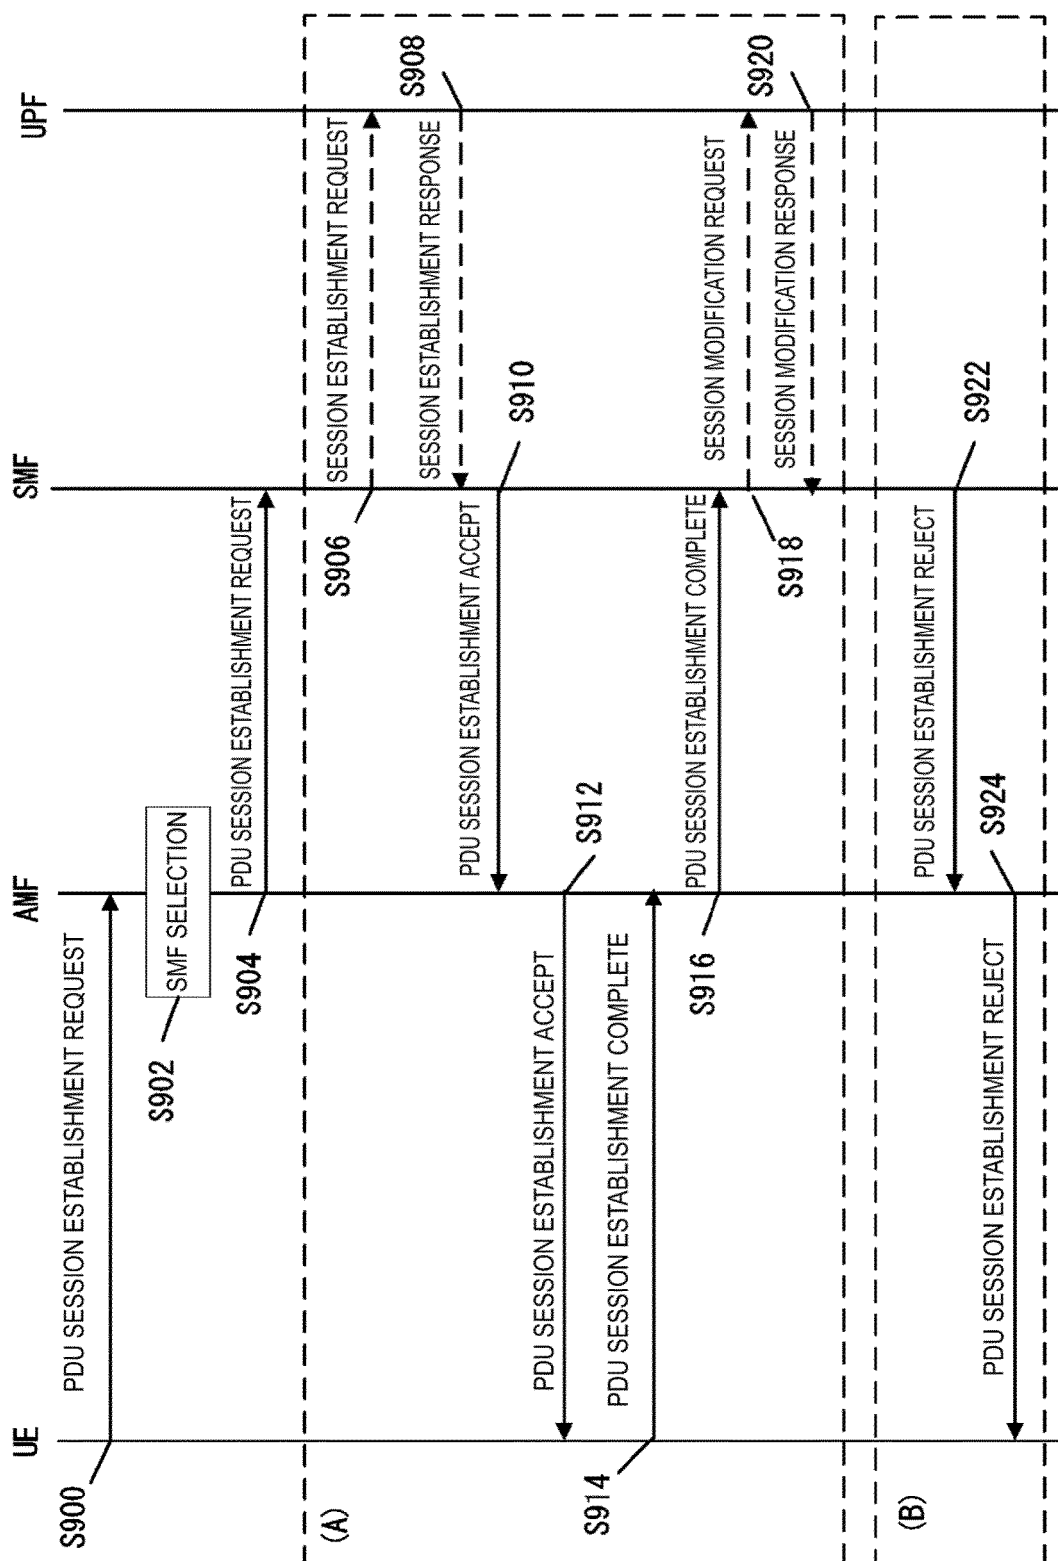 UE
AMF
SMF
UPF
S900
PDU SESSION ESTABLISHMENT REQUEST
S902
SMF SELECTION
S904
PDU SESSION ESTABLISHMENT REQUEST
(A)
S906
SESSION ESTABLISHMENT REQUEST
SESSION ESTABLISHMENT RESPONSE
S908
PDU SESSION ESTABLISHMENT ACCEPT
S910
PDU SESSION ESTABLISHMENT ACCEPT
S912
S914
PDU SESSION ESTABLISHMENT COMPLETE
S916
PDU SESSION ESTABLISHMENT COMPLETE
S918
SESSION MODIFICATION REQUEST
SESSION MODIFICATION RESPONSE
S920
(B)
PDU SESSION ESTABLISHMENT REJECT
S922
PDU SESSION ESTABLISHMENT REJECT
S924